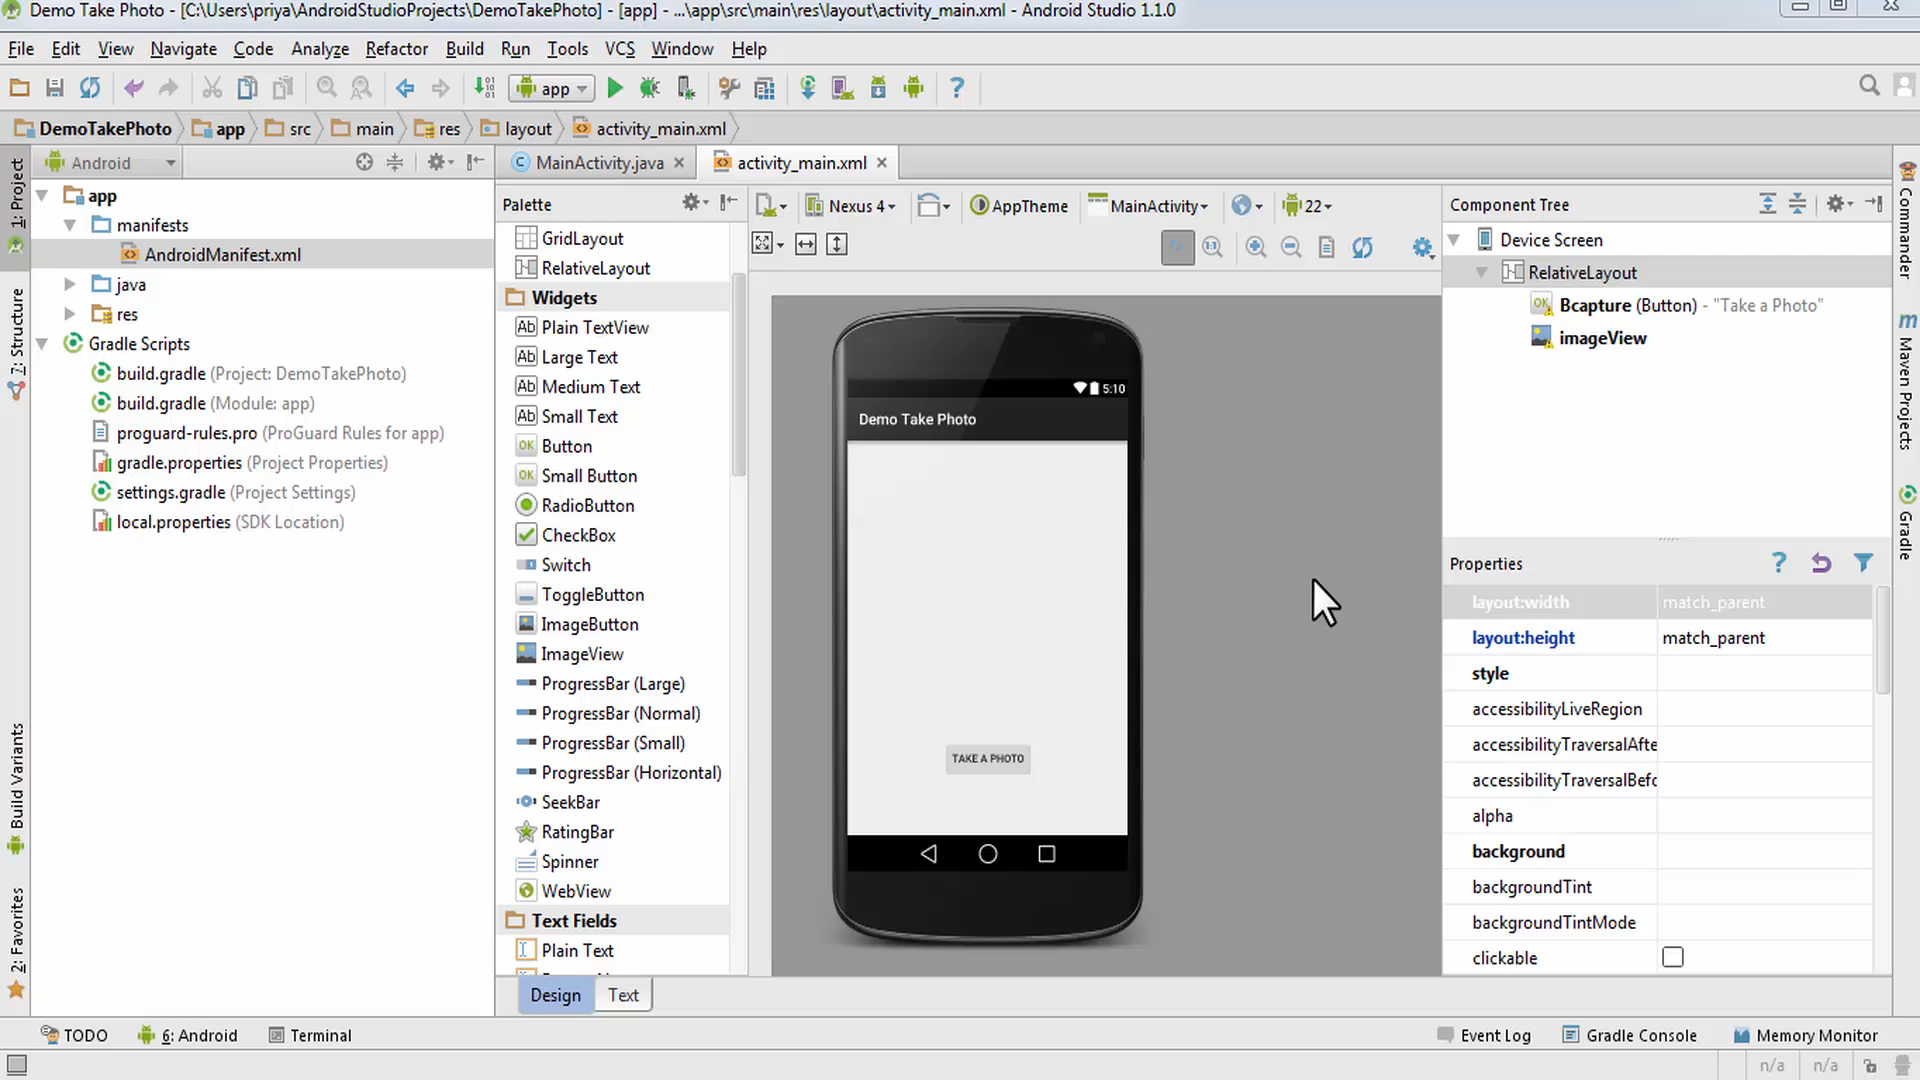 Demo Take Photo - [C:\Users\priya\AndroidStudioProjects\DemoTakePhoto] - [app] - ...\app\src\main\res\layout\activity_main.xml - Android Studio 1.1.0
File Edit View Navigate Code Analyze Refactor Build Run Tools VCS Window Help
app
DemoTakePhoto app src main res layout activity_main.xml
1: Project
7: Structure
Build Variants
2: Favorites
Android
app
manifests
AndroidManifest.xml
java
res
Gradle Scripts
build.gradle (Project: DemoTakePhoto)
build.gradle (Module: app)
proguard-rules.pro (ProGuard Rules for app)
gradle.properties (Project Properties)
settings.gradle (Project Settings)
local.properties (SDK Location)
MainActivity.java activity_main.xml
Palette
GridLayout
RelativeLayout
Widgets
Plain TextView
Large Text
Medium Text
Small Text
Button
Small Button
RadioButton
CheckBox
Switch
ToggleButton
ImageButton
ImageView
ProgressBar (Large)
ProgressBar (Normal)
ProgressBar (Small)
ProgressBar (Horizontal)
SeekBar
RatingBar
Spinner
WebView
Text Fields
Plain Text
Design Text
Nexus 4 AppTheme MainActivity 22
5:10
Demo Take Photo
TAKE A PHOTO
Component Tree
Device Screen
RelativeLayout
OK Bcapture (Button) - "Take a Photo"
imageView
Properties
layout:width match_parent
layout:height match_parent
style
accessibilityLiveRegion
accessibilityTraversalAfte
accessibilityTraversalBefo
alpha
background
backgroundTint
backgroundTintMode
clickable
Commander
Maven Projects
Gradle
TODO 6: Android Terminal Event Log Gradle Console Memory Monitor
n/a n/a